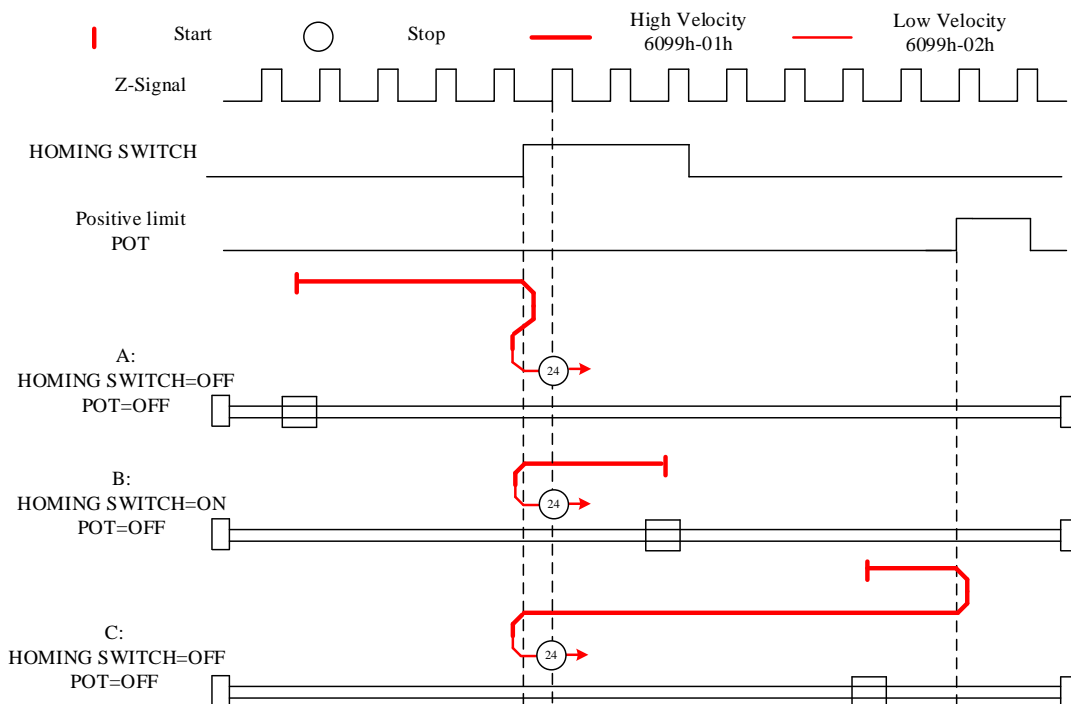 Start
Stop
High Velocity
6099h-01h
Low Velocity
6099h-02h
Z-Signal
HOMING SWITCH
Positive limit
POT
A:
HOMING SWITCH=OFF
POT=OFF
24
B:
HOMING SWITCH=ON
POT=OFF
24
C:
HOMING SWITCH=OFF
POT=OFF
24